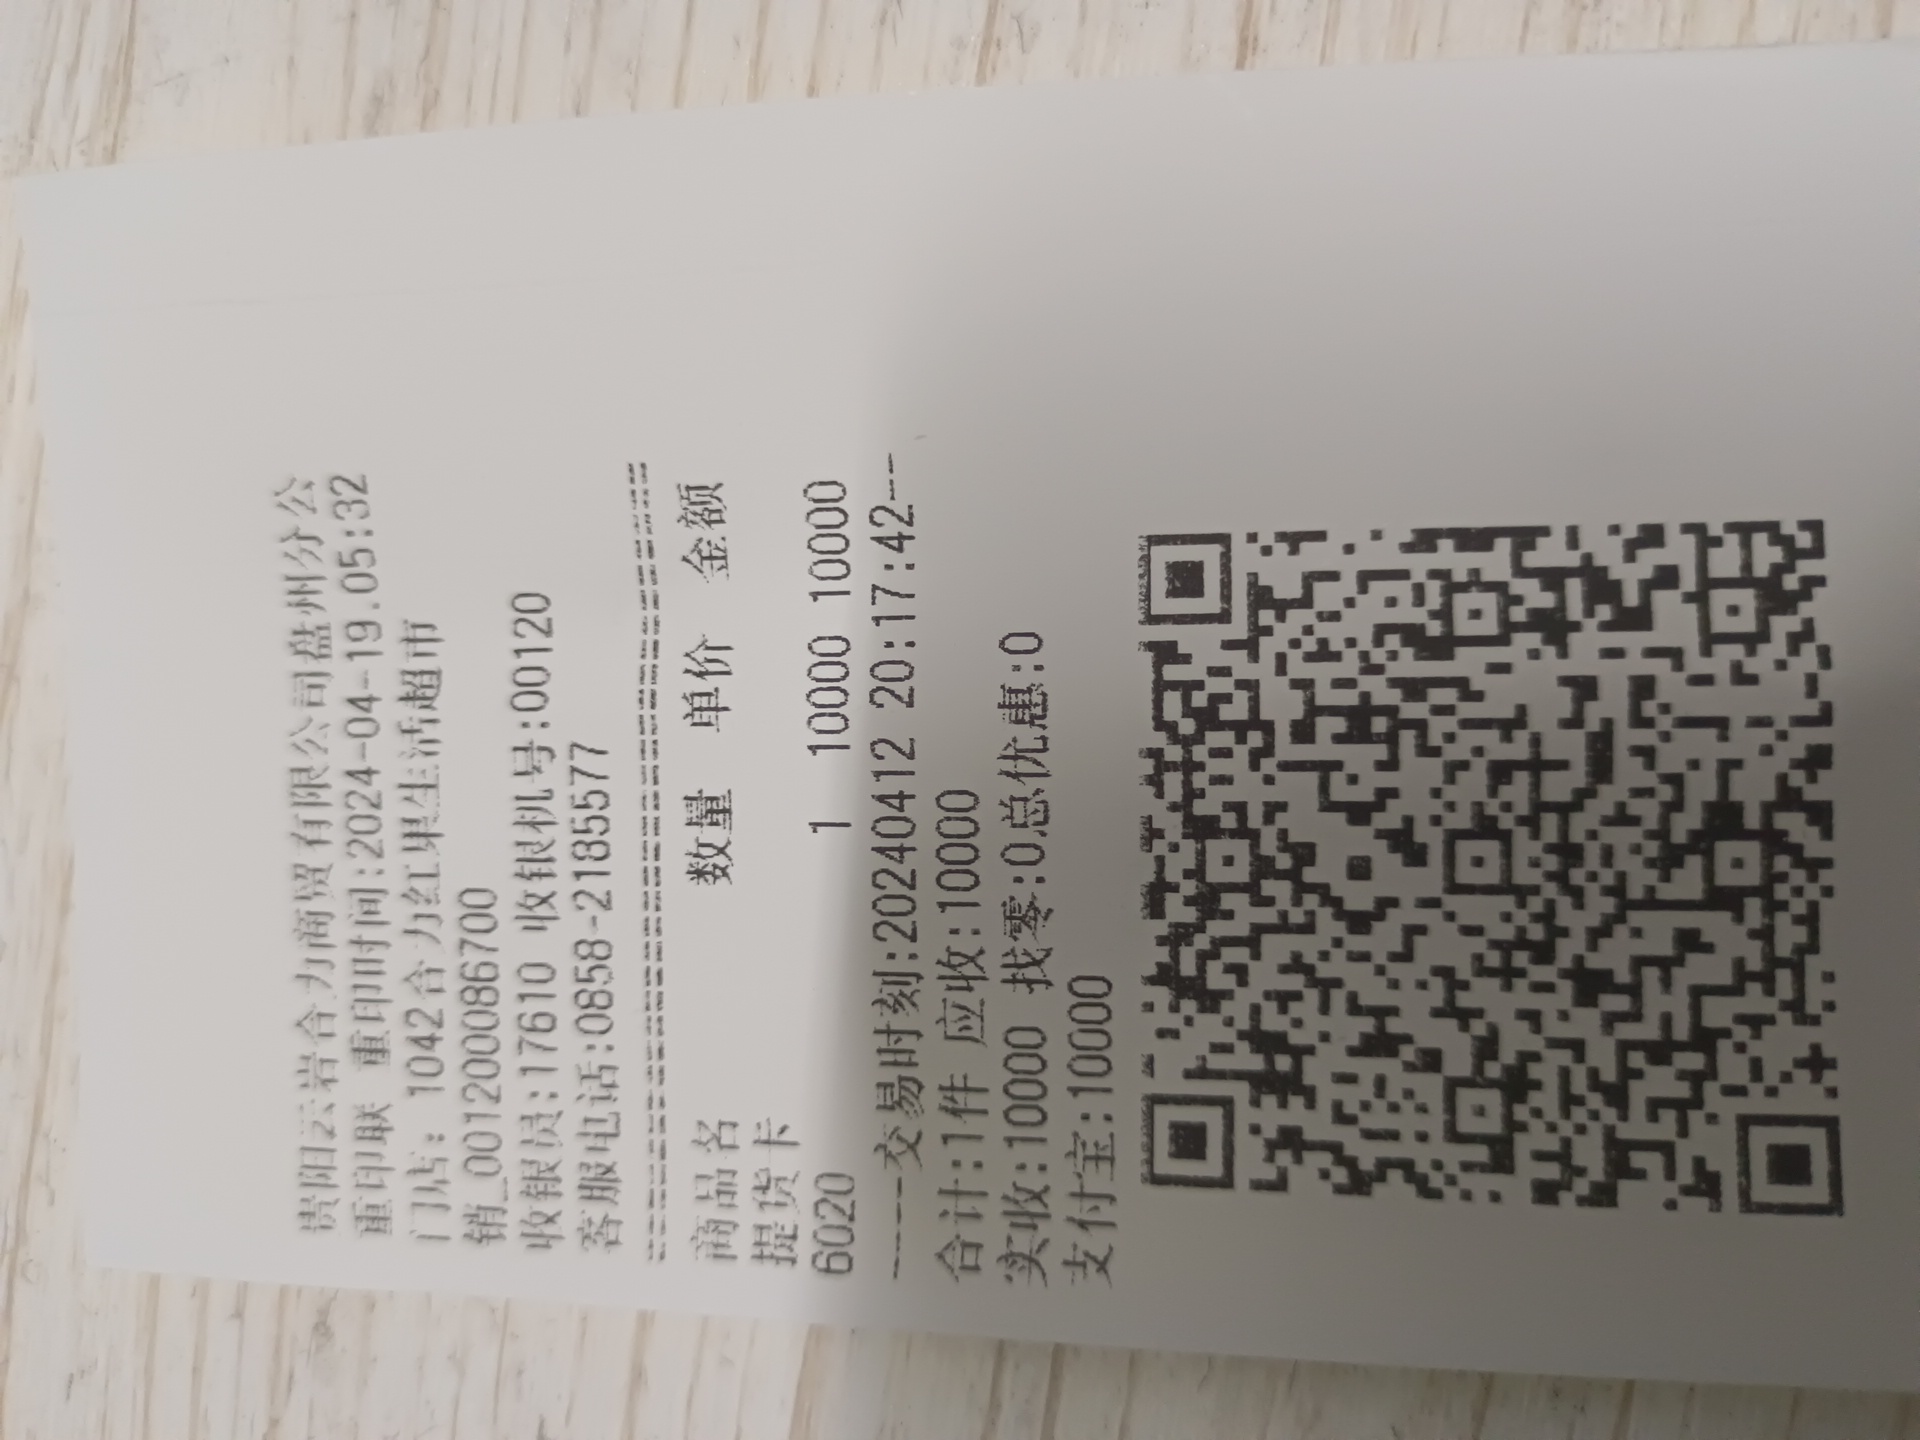 贵阳云岩合力商贸有限公司盘州分公
重印联 重印时间:2024-04-19.05:32
门店: 1042合力红果生活超市
销_001200086700
收银员:17610 收银机号:00120
客服电话:0858-2185577
商品名 数量 单价 金额
提货卡
6020 1 10000 10000
----交易时刻:20240412 20:17:42--
合计:1件 应收:10000
实收:10000 找零:0总优惠:0
支付宝:10000